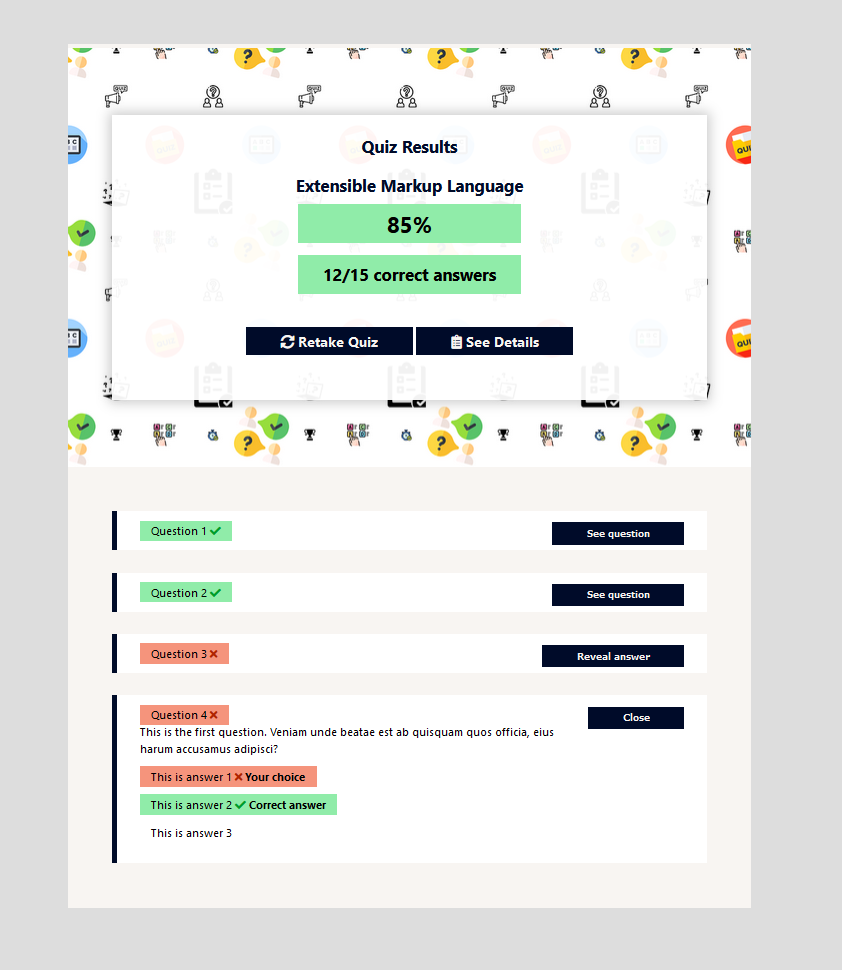 Quiz Results
Extensible Markup Language
85%
12/15 correct answers
Retake Quiz See Details
Question 1 See question
Question 2 See question
Question 3 Reveal answer
Question 4 Close
This is the first question. Veniam unde beatae est ab quisquam quos officia, eius
harum accusamus adipisci?
This is answer 1 Your choice
This is answer 2 Correct answer
This is answer 3